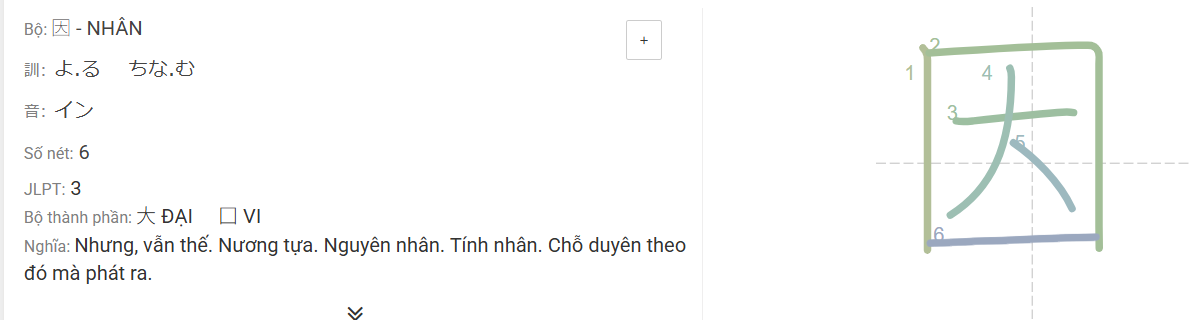 Bộ: 因 - NHÂN
+
訓: よ.る ちな.む
音: イン
Số nét: 6
JLPT: 3
Bộ thành phần: 大 ĐẠI 囗 VI
Nghĩa: Nhưng, vẫn thế. Nương tựa. Nguyên nhân. Tính nhân. Chỗ duyên theo
đó mà phát ra.
因
1
2
3
4
5
6